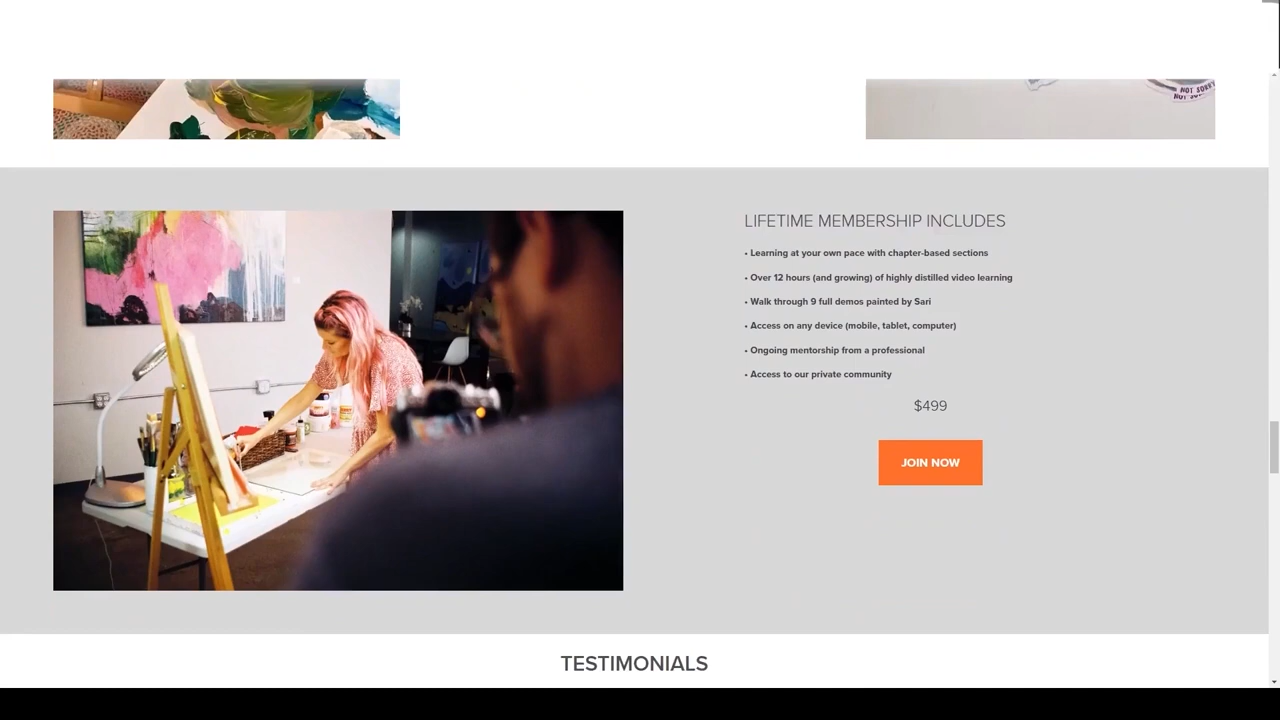 NOT SORRY
LIFETIME MEMBERSHIP INCLUDES
• Learning at your own pace with chapter-based sections
• Over 12 hours (and growing) of highly distilled video learning
• Walk through 9 full demos painted by Sari
• Access on any device (mobile, tablet, computer)
• Ongoing mentorship from a professional
• Access to our private community
$499
JOIN NOW
TESTIMONIALS